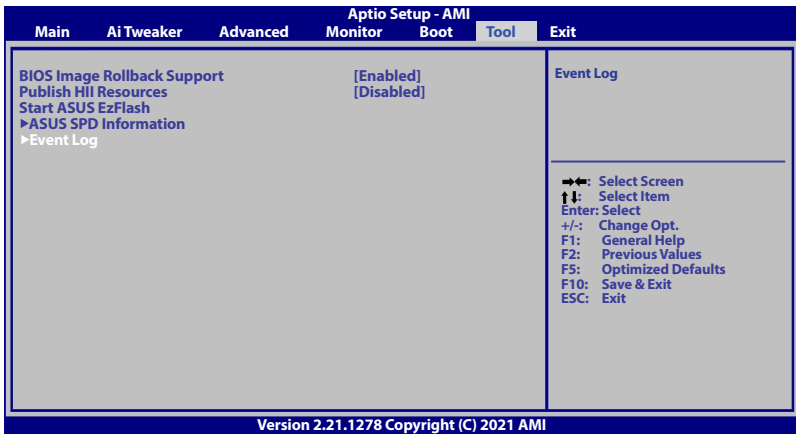 Aptio Setup - AMI
Main Ai Tweaker Advanced Monitor Boot Tool Exit
BIOS Image Rollback Support [Enabled]
Publish HII Resources [Disabled]
Start ASUS EzFlash
►ASUS SPD Information
►Event Log
Event Log
→←: Select Screen
↑↓: Select Item
Enter: Select
+/-: Change Opt.
F1: General Help
F2: Previous Values
F5: Optimized Defaults
F10: Save & Exit
ESC: Exit
Version 2.21.1278 Copyright (C) 2021 AMI